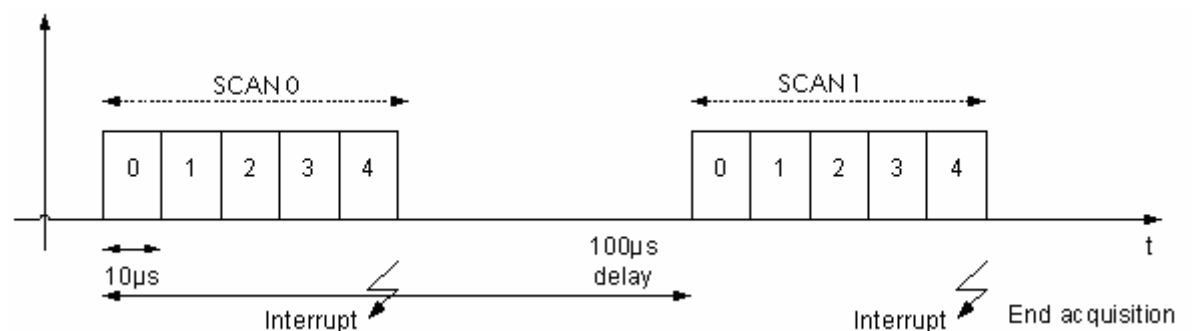 SCAN 0
SCAN 1
0 1 2 3 4
0 1 2 3 4
10µs
100µs
delay
t
Interrupt
Interrupt
End acquisition